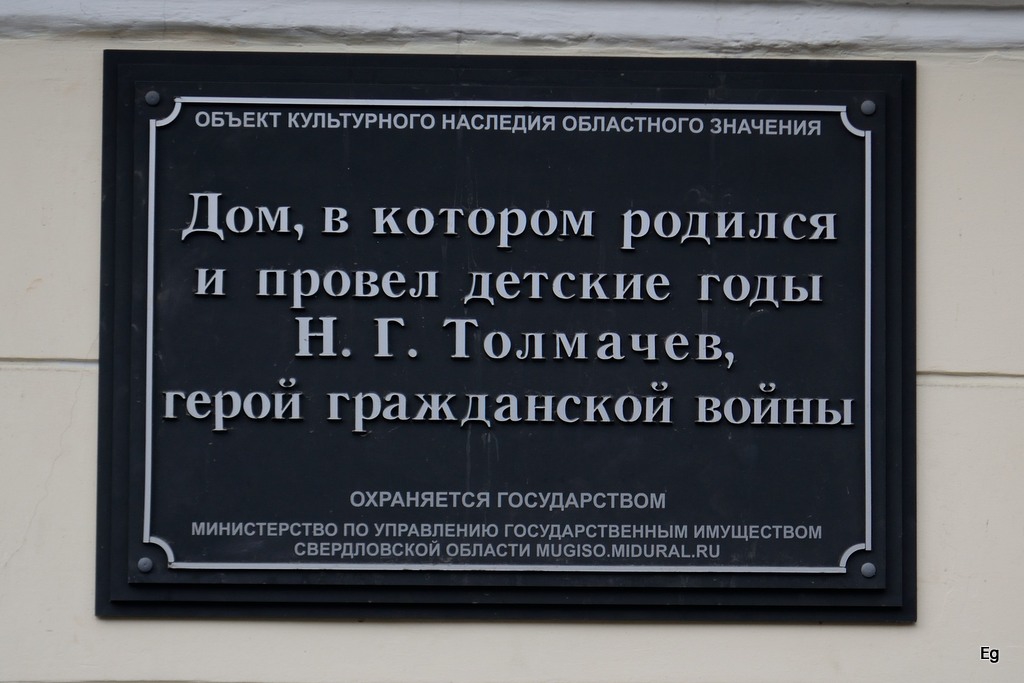 ОБЪЕКТ КУЛЬТУРНОГО НАСЛЕДИЯ ОБЛАСТНОГО ЗНАЧЕНИЯ
Дом, в котором родился
и провел детские годы
Н. Г. Толмачев,
герой гражданской войны
ОХРАНЯЕТСЯ ГОСУДАРСТВОМ
МИНИСТЕРСТВО ПО УПРАВЛЕНИЮ ГОСУДАРСТВЕННЫМ ИМУЩЕСТВОМ
СВЕРДЛОВСКОЙ ОБЛАСТИ MUGISO.MIDURAL.RU
Eg